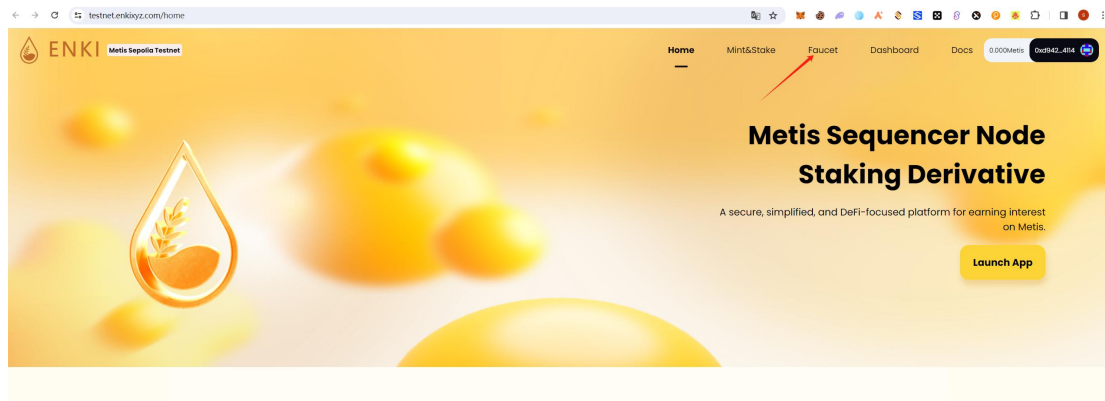 testnet.enkixyz.com/home
ENKI Metis Sepolia Testnet
Home Mint&Stake Faucet Dashboard Docs 0.000Metis 0xd942...4114
Metis Sequencer Node
Staking Derivative
A secure, simplified, and DeFi-focused platform for earning interest
on Metis.
Launch App